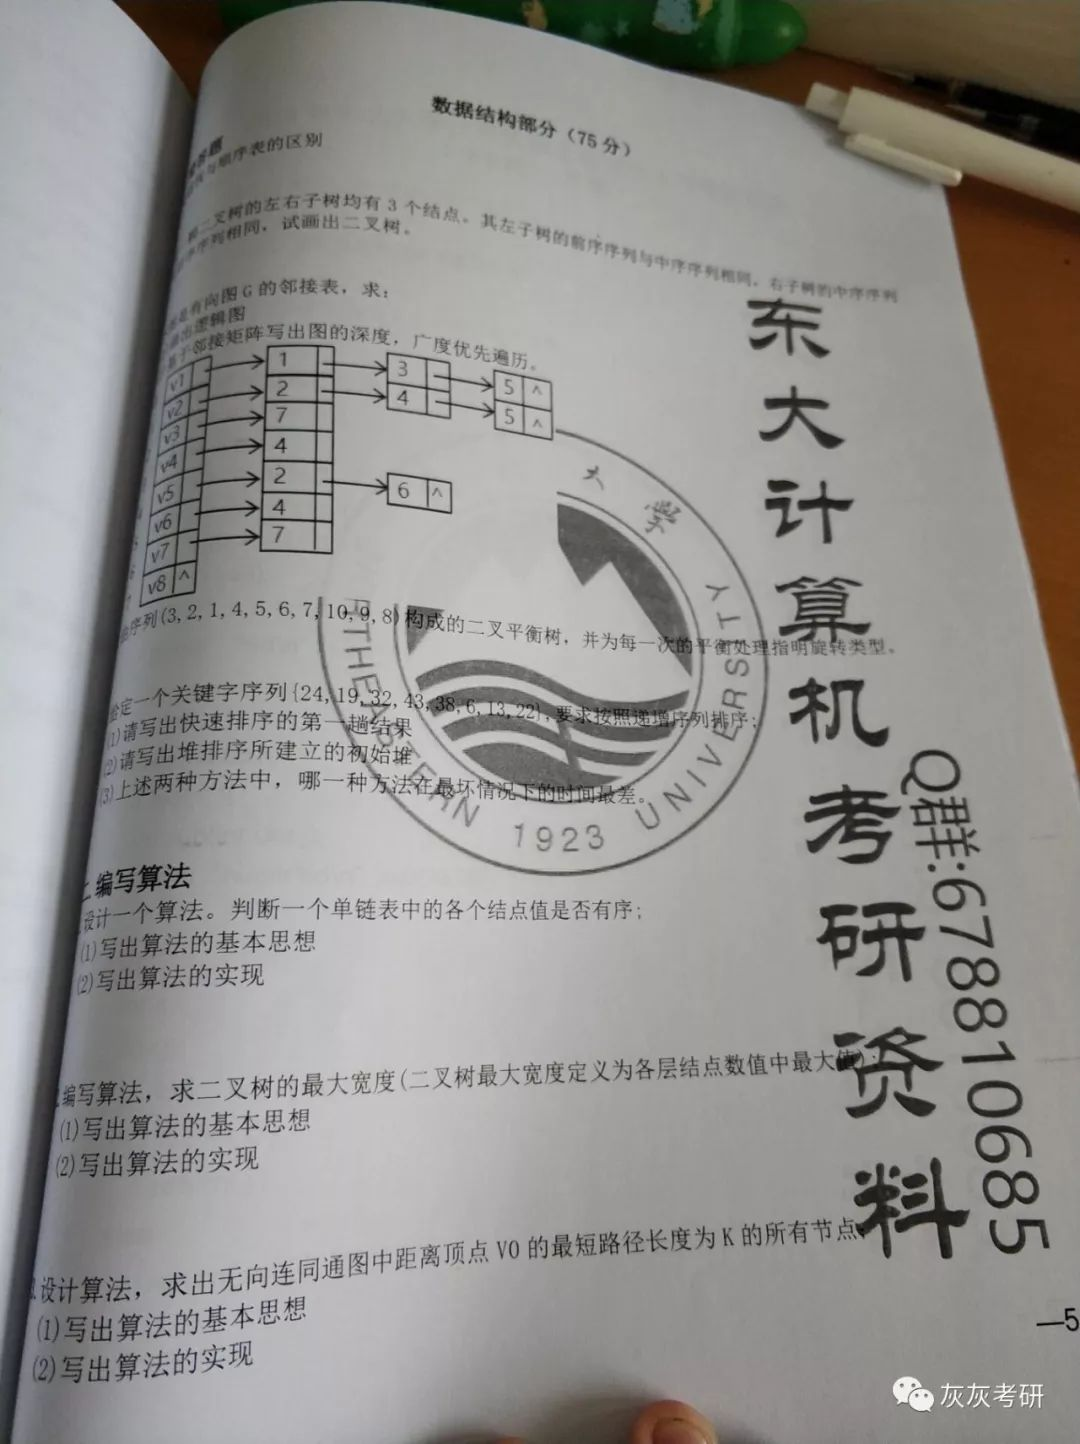 数据结构部分（75分）
答题
与顺序表的区别
二叉树的左右子树均有3个结点。其左子树的前序序列与中序序列相同，右子树的中序序列
序序列相同，试画出二叉树。
有向图G的邻接表，求：
出逻辑图
基于邻接矩阵写出图的深度，广度优先遍历。
v1 1 3 5 ^
v2 2 4 5 ^
v3 7
v4 4
v5 2 6 ^
v6 4
v7 7
v8 ^
序列(3,2,1,4,5,6,7,10,9,8)构成的二叉平衡树，并为每一次的平衡处理指明旋转类型。
给定一个关键字序列{24,19,32,43,38,6,13,22},要求按照递增序列排序；
(1)请写出快速排序的第一趟结果
(2)请写出堆排序所建立的初始堆
(3)上述两种方法中，哪一种方法在最坏情况下的时间最差。
二 编写算法
设计一个算法。判断一个单链表中的各个结点值是否有序；
(1)写出算法的基本思想
(2)写出算法的实现
编写算法，求二叉树的最大宽度(二叉树最大宽度定义为各层结点数值中最大值)；
(1)写出算法的基本思想
(2)写出算法的实现
设计算法，求出无向连同通图中距离顶点 V0 的最短路径长度为 K 的所有节点；
(1)写出算法的基本思想
(2)写出算法的实现
—5
东大计算机考研资料
Q群:678810685
大 学
1923
UNIVERSITY
灰灰考研